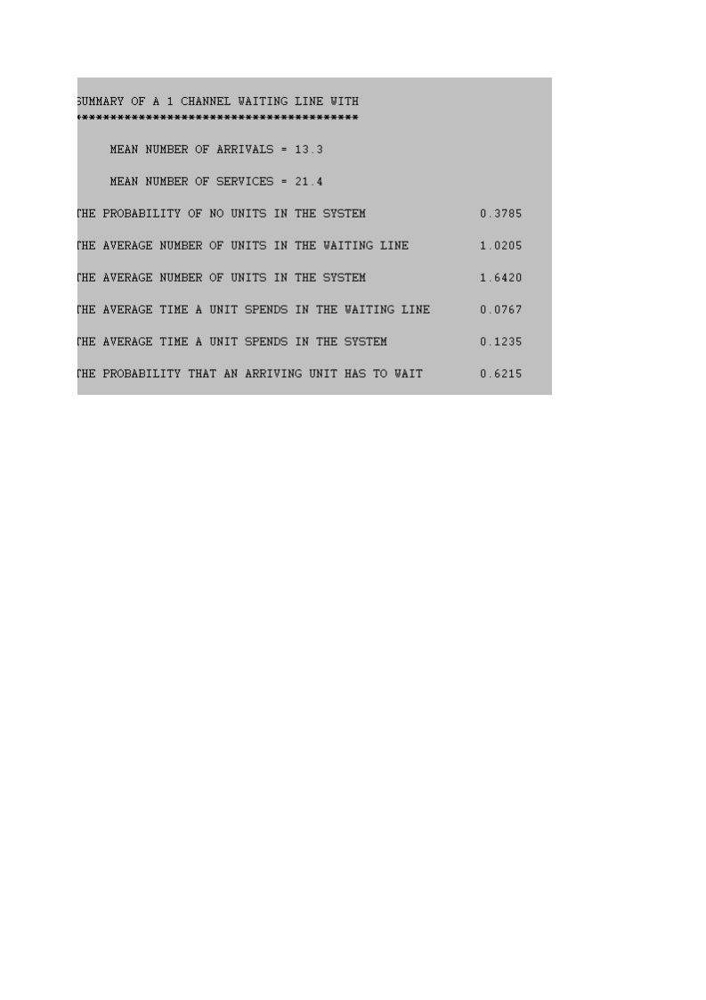 SUMMARY OF A 1 CHANNEL WAITING LINE WITH
****************************************
MEAN NUMBER OF ARRIVALS = 13.3
MEAN NUMBER OF SERVICES = 21.4
THE PROBABILITY OF NO UNITS IN THE SYSTEM 0.3785
THE AVERAGE NUMBER OF UNITS IN THE WAITING LINE 1.0205
THE AVERAGE NUMBER OF UNITS IN THE SYSTEM 1.6420
THE AVERAGE TIME A UNIT SPENDS IN THE WAITING LINE 0.0767
THE AVERAGE TIME A UNIT SPENDS IN THE SYSTEM 0.1235
THE PROBABILITY THAT AN ARRIVING UNIT HAS TO WAIT 0.6215